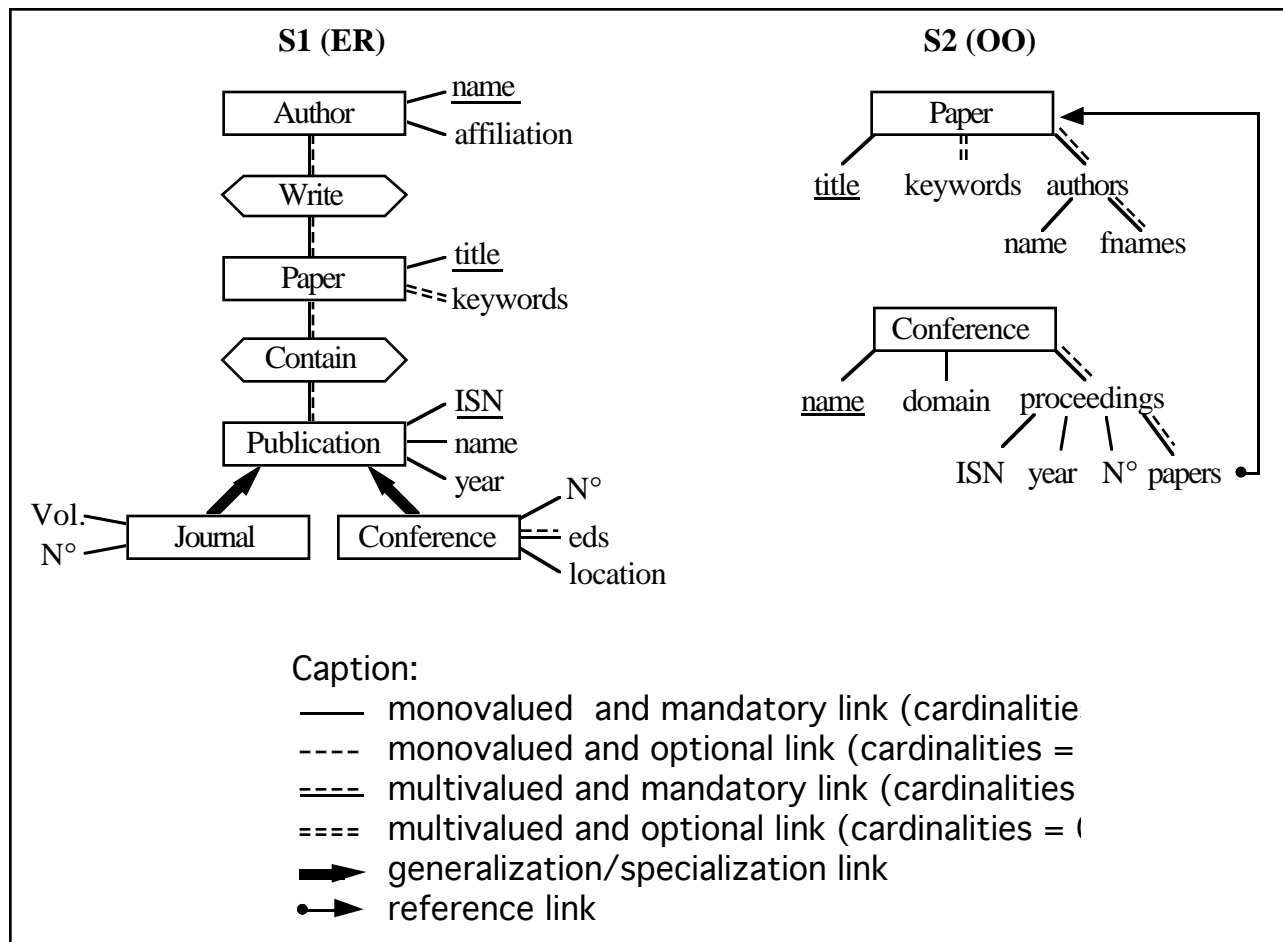 S1 (ER)
Author
name
affiliation
Write
Paper
title
keywords
Contain
Publication
ISN
name
year
Journal
Vol.
N°
Conference
N°
eds
location
S2 (OO)
Paper
title
keywords
authors
name
fnames
Conference
name
domain
proceedings
ISN
year
N°
papers
Caption:
monovalued and mandatory link (cardinalitie
monovalued and optional link (cardinalities =
multivalued and mandatory link (cardinalities
multivalued and optional link (cardinalities =
generalization/specialization link
reference link